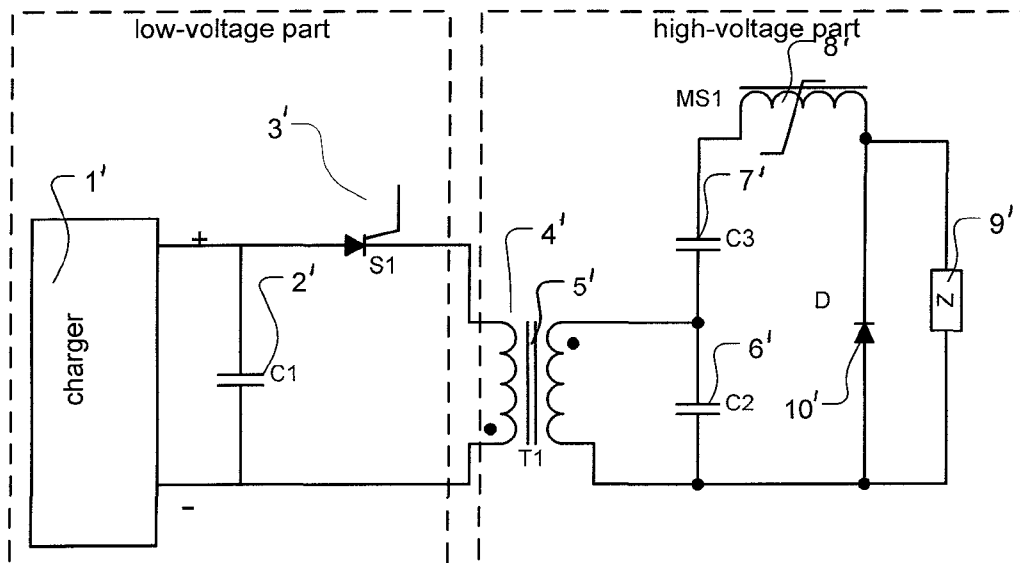 low-voltage part
high-voltage part
8'
MS1
3'
1'
7'
9'
4'
+
C3
S1
2'
5'
Z
D
6'
charger
C1
C2
10'
T1
-